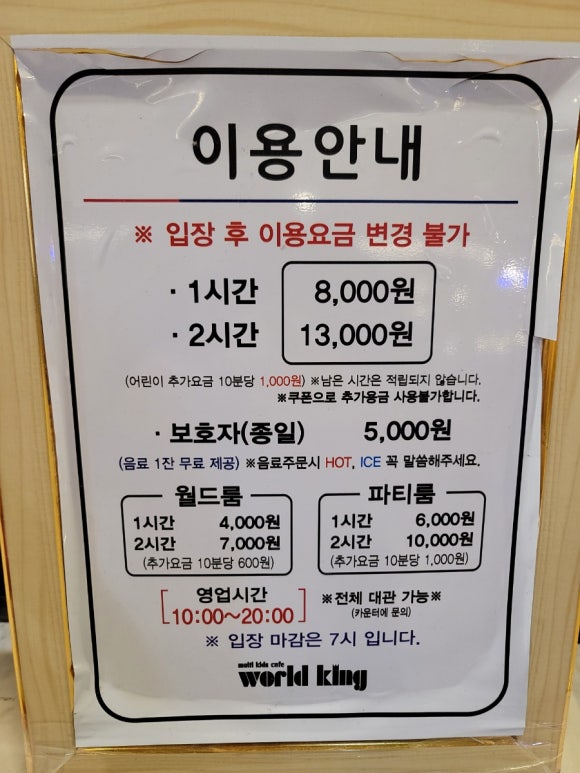 이용안내
※ 입장 후 이용요금 변경 불가
· 1시간 8,000원
· 2시간 13,000원
(어린이 추가요금 10분당 1,000원) ※남은 시간은 적립되지 않습니다.
※쿠폰으로 추가용금 사용불가합니다.
· 보호자(종일) 5,000원
(음료 1잔 무료 제공) ※음료주문시 HOT, ICE 꼭 말씀해주세요.
월드룸
1시간 4,000원
2시간 7,000원
(추가요금 10분당 600원)
파티룸
1시간 6,000원
2시간 10,000원
(추가요금 10분당 1,000원)
영업시간
[10:00~20:00]
※전체 대관 가능※
(카운터에 문의)
※ 입장 마감은 7시 입니다.
molti kids cafe
world king